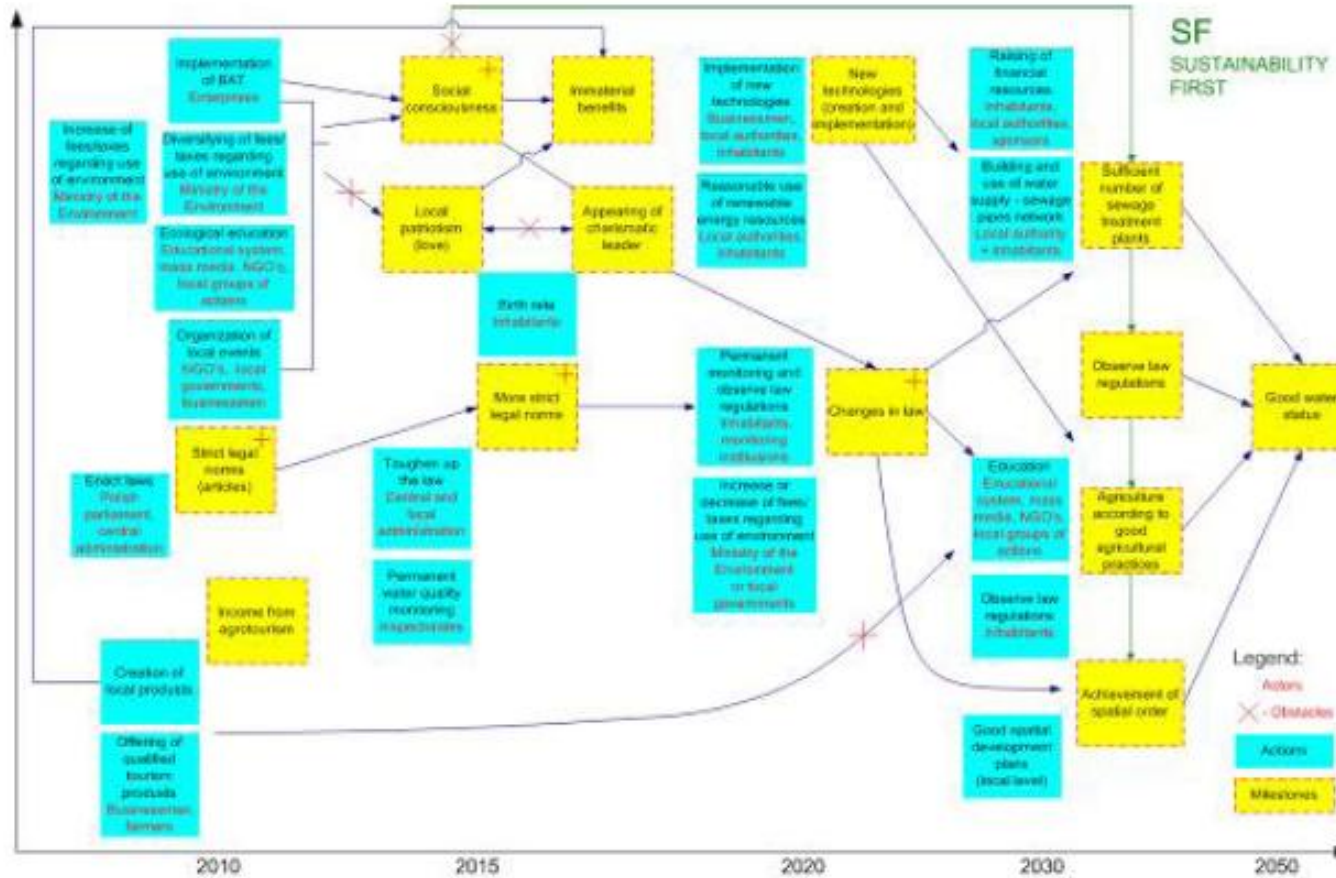 SF
SUSTAINABILITY
FIRST
Implementation
of BAT
Enterprises
Increase of
fees/taxes
regarding use
of environment
Ministry of the
Environment
Diversifying of fees/
taxes regarding
use of environment
Ministry of the
Environment
Ecological education
Educational system,
mass media, NGO's,
local groups of
actions
Organization of
local events
NGO's, local
governments,
businessmen
Strict legal
norms
(articles)
Enact laws
Polish
parliament,
central
administration
Income from
agrotourism
Creation of
local products
Offering of
qualified
tourism
products
Businessmen,
farmers
Social
consciousness
Immaterial
benefits
Local
patriotism
(love)
Appearing of
charismatic
leader
Birth rate
Inhabitants
More strict
legal norms
Toughen up
the law
Central and
local
administration
Permanent
water quality
monitoring
Inspectorates
Implementation
of new
technologies
Businessmen,
local authorities,
inhabitants
Reasonable use
of renewable
energy resources
Local authorities,
inhabitants
New
technologies
(creation and
implementation)
Permanent
monitoring and
observe law
regulations
Inhabitants,
monitoring
institutions
Increase or
decrease of fees/
taxes regarding
use of environment
Ministry of the
Environment
or local
governments
Changes in law
Raising of
financial
resources
Inhabitants,
local authorities,
sponsors
Building and
use of water
supply - sewage
pipes network
Local authority
+ inhabitants
Education
Educational
system, mass
media, NGO's,
local groups of
actions
Observe law
regulations
Inhabitants
Good spatial
development
plans
(local level)
Sufficient
number of
sewage
treatment
plants
Observe law
regulations
Agriculture
according to
good
agricultural
practices
Achievement of
spatial order
Good water
status
Legend:
Actors
- Obstacles
Actions
Milestones
2010
2015
2020
2030
2050